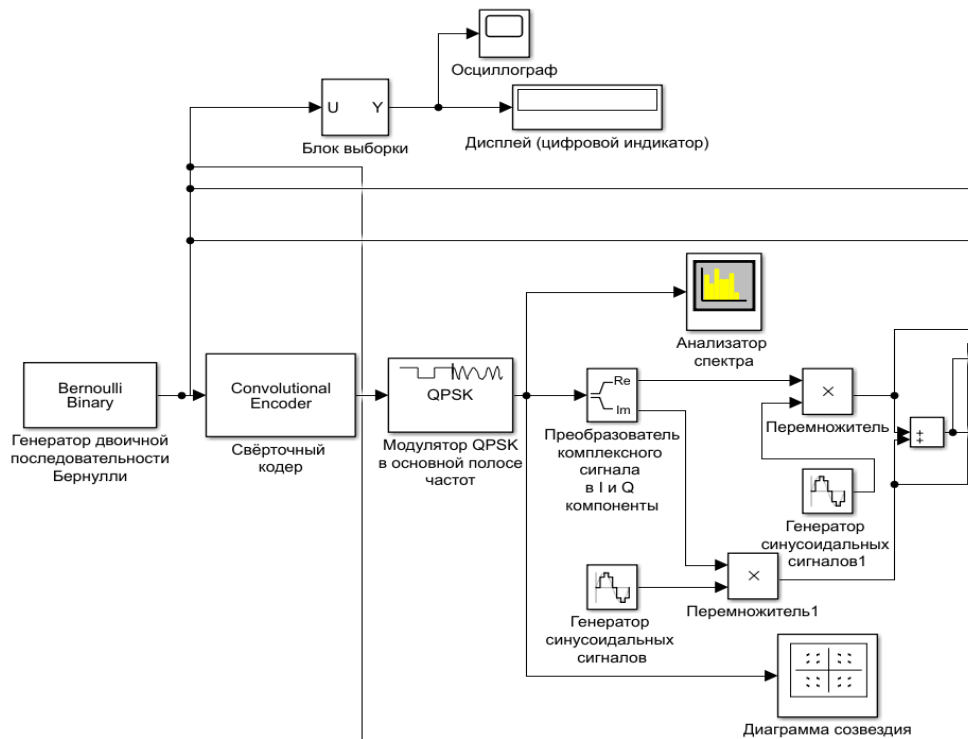 Осциллограф
U Y
Блок выборки
Дисплей (цифровой индикатор)
Анализатор
спектра
Bernoulli
Binary
Генератор двоичной
последовательности
Бернулли
Convolutional
Encoder
Свёрточный
кодер
QPSK
Модулятор QPSK
в основной полосе
частот
Re
Im
Преобразователь
комплексного
сигнала
в I и Q
компоненты
×
Перемножитель
+
+
Генератор
синусоидальных
сигналов1
×
Перемножитель1
Генератор
синусоидальных
сигналов
Диаграмма созвездия